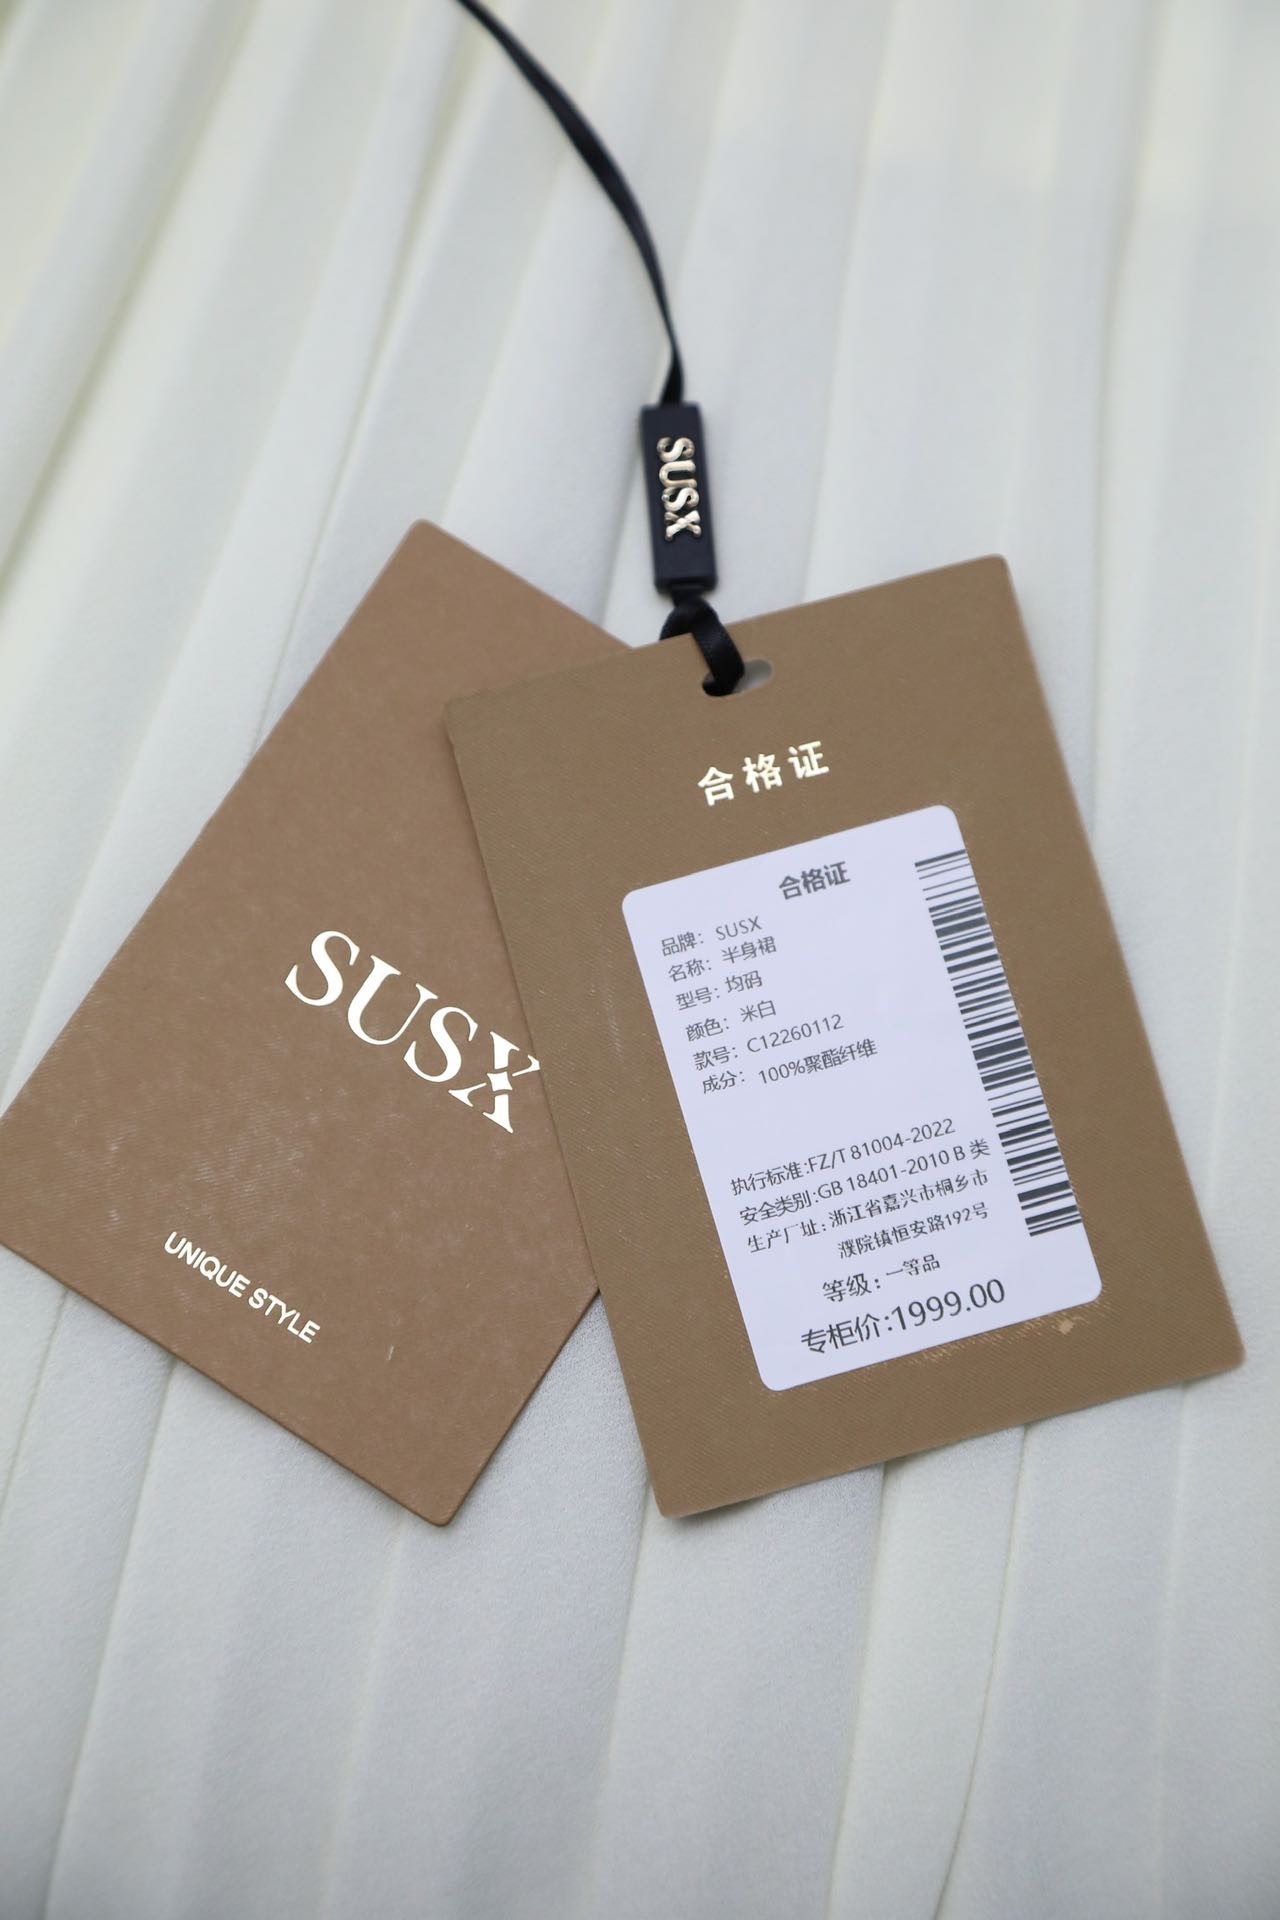 SUSX
SUSX
UNIQUE STYLE
合格证
合格证
品牌: SUSX
名称: 半身裙
型号: 均码
颜色: 米白
款号: C12260112
成分: 100%聚酯纤维
执行标准:FZ/T 81004-2022
安全类别:GB 18401-2010 B 类
生产厂址: 浙江省嘉兴市桐乡市
濮院镇恒安路192号
等级: 一等品
专柜价:1999.00